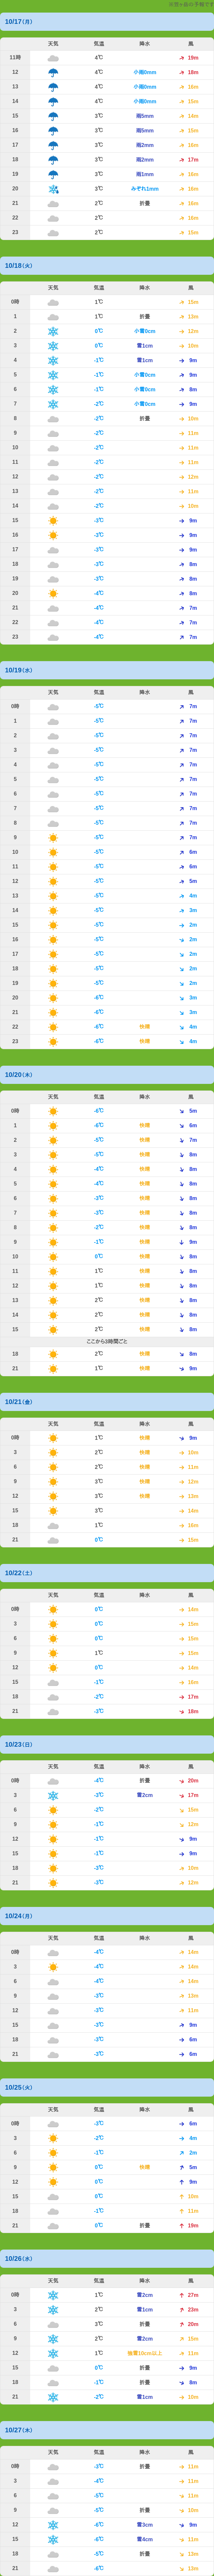 10/17(月)
天気 気温 降水 風
11時 4℃ 19m
12 4℃ 小雨0mm 18m
13 4℃ 小雨0mm 16m
14 4℃ 小雨0mm 15m
15 3℃ 雨5mm 14m
16 3℃ 雨5mm 15m
17 3℃ 雨2mm 16m
18 3℃ 雨2mm 17m
19 3℃ 雨1mm 16m
20 3℃ みぞれ1mm 16m
21 2℃ 折曇 16m
22 2℃ 16m
23 2℃ 15m
10/18(火)
天気 気温 降水 風
0時 1℃ 15m
1 1℃ 折曇 13m
2 0℃ 小雪0cm 12m
3 0℃ 雪1cm 10m
4 -1℃ 雪1cm 9m
5 -1℃ 小雪0cm 9m
6 -1℃ 小雪0cm 8m
7 -2℃ 小雪0cm 9m
8 -2℃ 折曇 10m
9 -2℃ 11m
10 -2℃ 11m
11 -2℃ 11m
12 -2℃ 12m
13 -2℃ 11m
14 -2℃ 10m
15 -3℃ 9m
16 -3℃ 9m
17 -3℃ 9m
18 -3℃ 8m
19 -3℃ 8m
20 -4℃ 8m
21 -4℃ 7m
22 -4℃ 7m
23 -4℃ 7m
10/19(水)
天気 気温 降水 風
0時 -5℃ 7m
1 -5℃ 7m
2 -5℃ 7m
3 -5℃ 7m
4 -5℃ 7m
5 -5℃ 7m
6 -5℃ 7m
7 -5℃ 7m
8 -5℃ 7m
9 -5℃ 7m
10 -5℃ 6m
11 -5℃ 6m
12 -5℃ 5m
13 -5℃ 4m
14 -5℃ 3m
15 -5℃ 2m
16 -5℃ 2m
17 -5℃ 2m
18 -5℃ 2m
19 -5℃ 2m
20 -6℃ 3m
21 -6℃ 3m
22 -6℃ 快晴 4m
23 -6℃ 快晴 4m
10/20(木)
天気 気温 降水 風
0時 -6℃ 快晴 5m
1 -6℃ 快晴 6m
2 -5℃ 快晴 7m
3 -5℃ 快晴 8m
4 -4℃ 快晴 8m
5 -4℃ 快晴 8m
6 -3℃ 快晴 8m
7 -3℃ 快晴 8m
8 -2℃ 快晴 8m
9 -1℃ 快晴 9m
10 0℃ 快晴 8m
11 1℃ 快晴 8m
12 1℃ 快晴 8m
13 2℃ 快晴 8m
14 2℃ 快晴 8m
15 2℃ 快晴 8m
ここから3時間ごと
18 2℃ 快晴 8m
21 1℃ 快晴 9m
10/21(金)
天気 気温 降水 風
0時 1℃ 快晴 9m
3 2℃ 快晴 10m
6 2℃ 快晴 11m
9 3℃ 快晴 12m
12 3℃ 快晴 13m
15 3℃ 14m
18 1℃ 16m
21 0℃ 15m
10/22(土)
天気 気温 降水 風
0時 0℃ 14m
3 0℃ 15m
6 0℃ 15m
9 1℃ 15m
12 0℃ 14m
15 -1℃ 16m
18 -2℃ 17m
21 -3℃ 18m
10/23(日)
天気 気温 降水 風
0時 -4℃ 折曇 20m
3 -3℃ 雪2cm 17m
6 -2℃ 15m
9 -1℃ 12m
12 -1℃ 9m
15 -1℃ 9m
18 -3℃ 10m
21 -3℃ 12m
10/24(月)
天気 気温 降水 風
0時 -4℃ 14m
3 -4℃ 14m
6 -4℃ 14m
9 -3℃ 13m
12 -3℃ 11m
15 -3℃ 9m
18 -3℃ 6m
21 -3℃ 6m
10/25(火)
天気 気温 降水 風
0時 -3℃ 6m
3 -2℃ 4m
6 -1℃ 2m
9 0℃ 快晴 5m
12 0℃ 9m
15 0℃ 10m
18 -1℃ 11m
21 0℃ 折曇 19m
10/26(水)
天気 気温 降水 風
0時 1℃ 雪2cm 27m
3 2℃ 雪1cm 23m
6 3℃ 折曇 20m
9 2℃ 雪2cm 15m
12 1℃ 強雪10cm以上 11m
15 0℃ 折曇 9m
18 -1℃ 折曇 8m
21 -2℃ 雪1cm 10m
10/27(木)
天気 気温 降水 風
0時 -3℃ 折曇 11m
3 -4℃ 11m
6 -5℃ 11m
9 -5℃ 折曇 10m
12 -6℃ 雪3cm 9m
15 -6℃ 雪4cm 11m
18 -5℃ 折曇 13m
21 -6℃ 13m